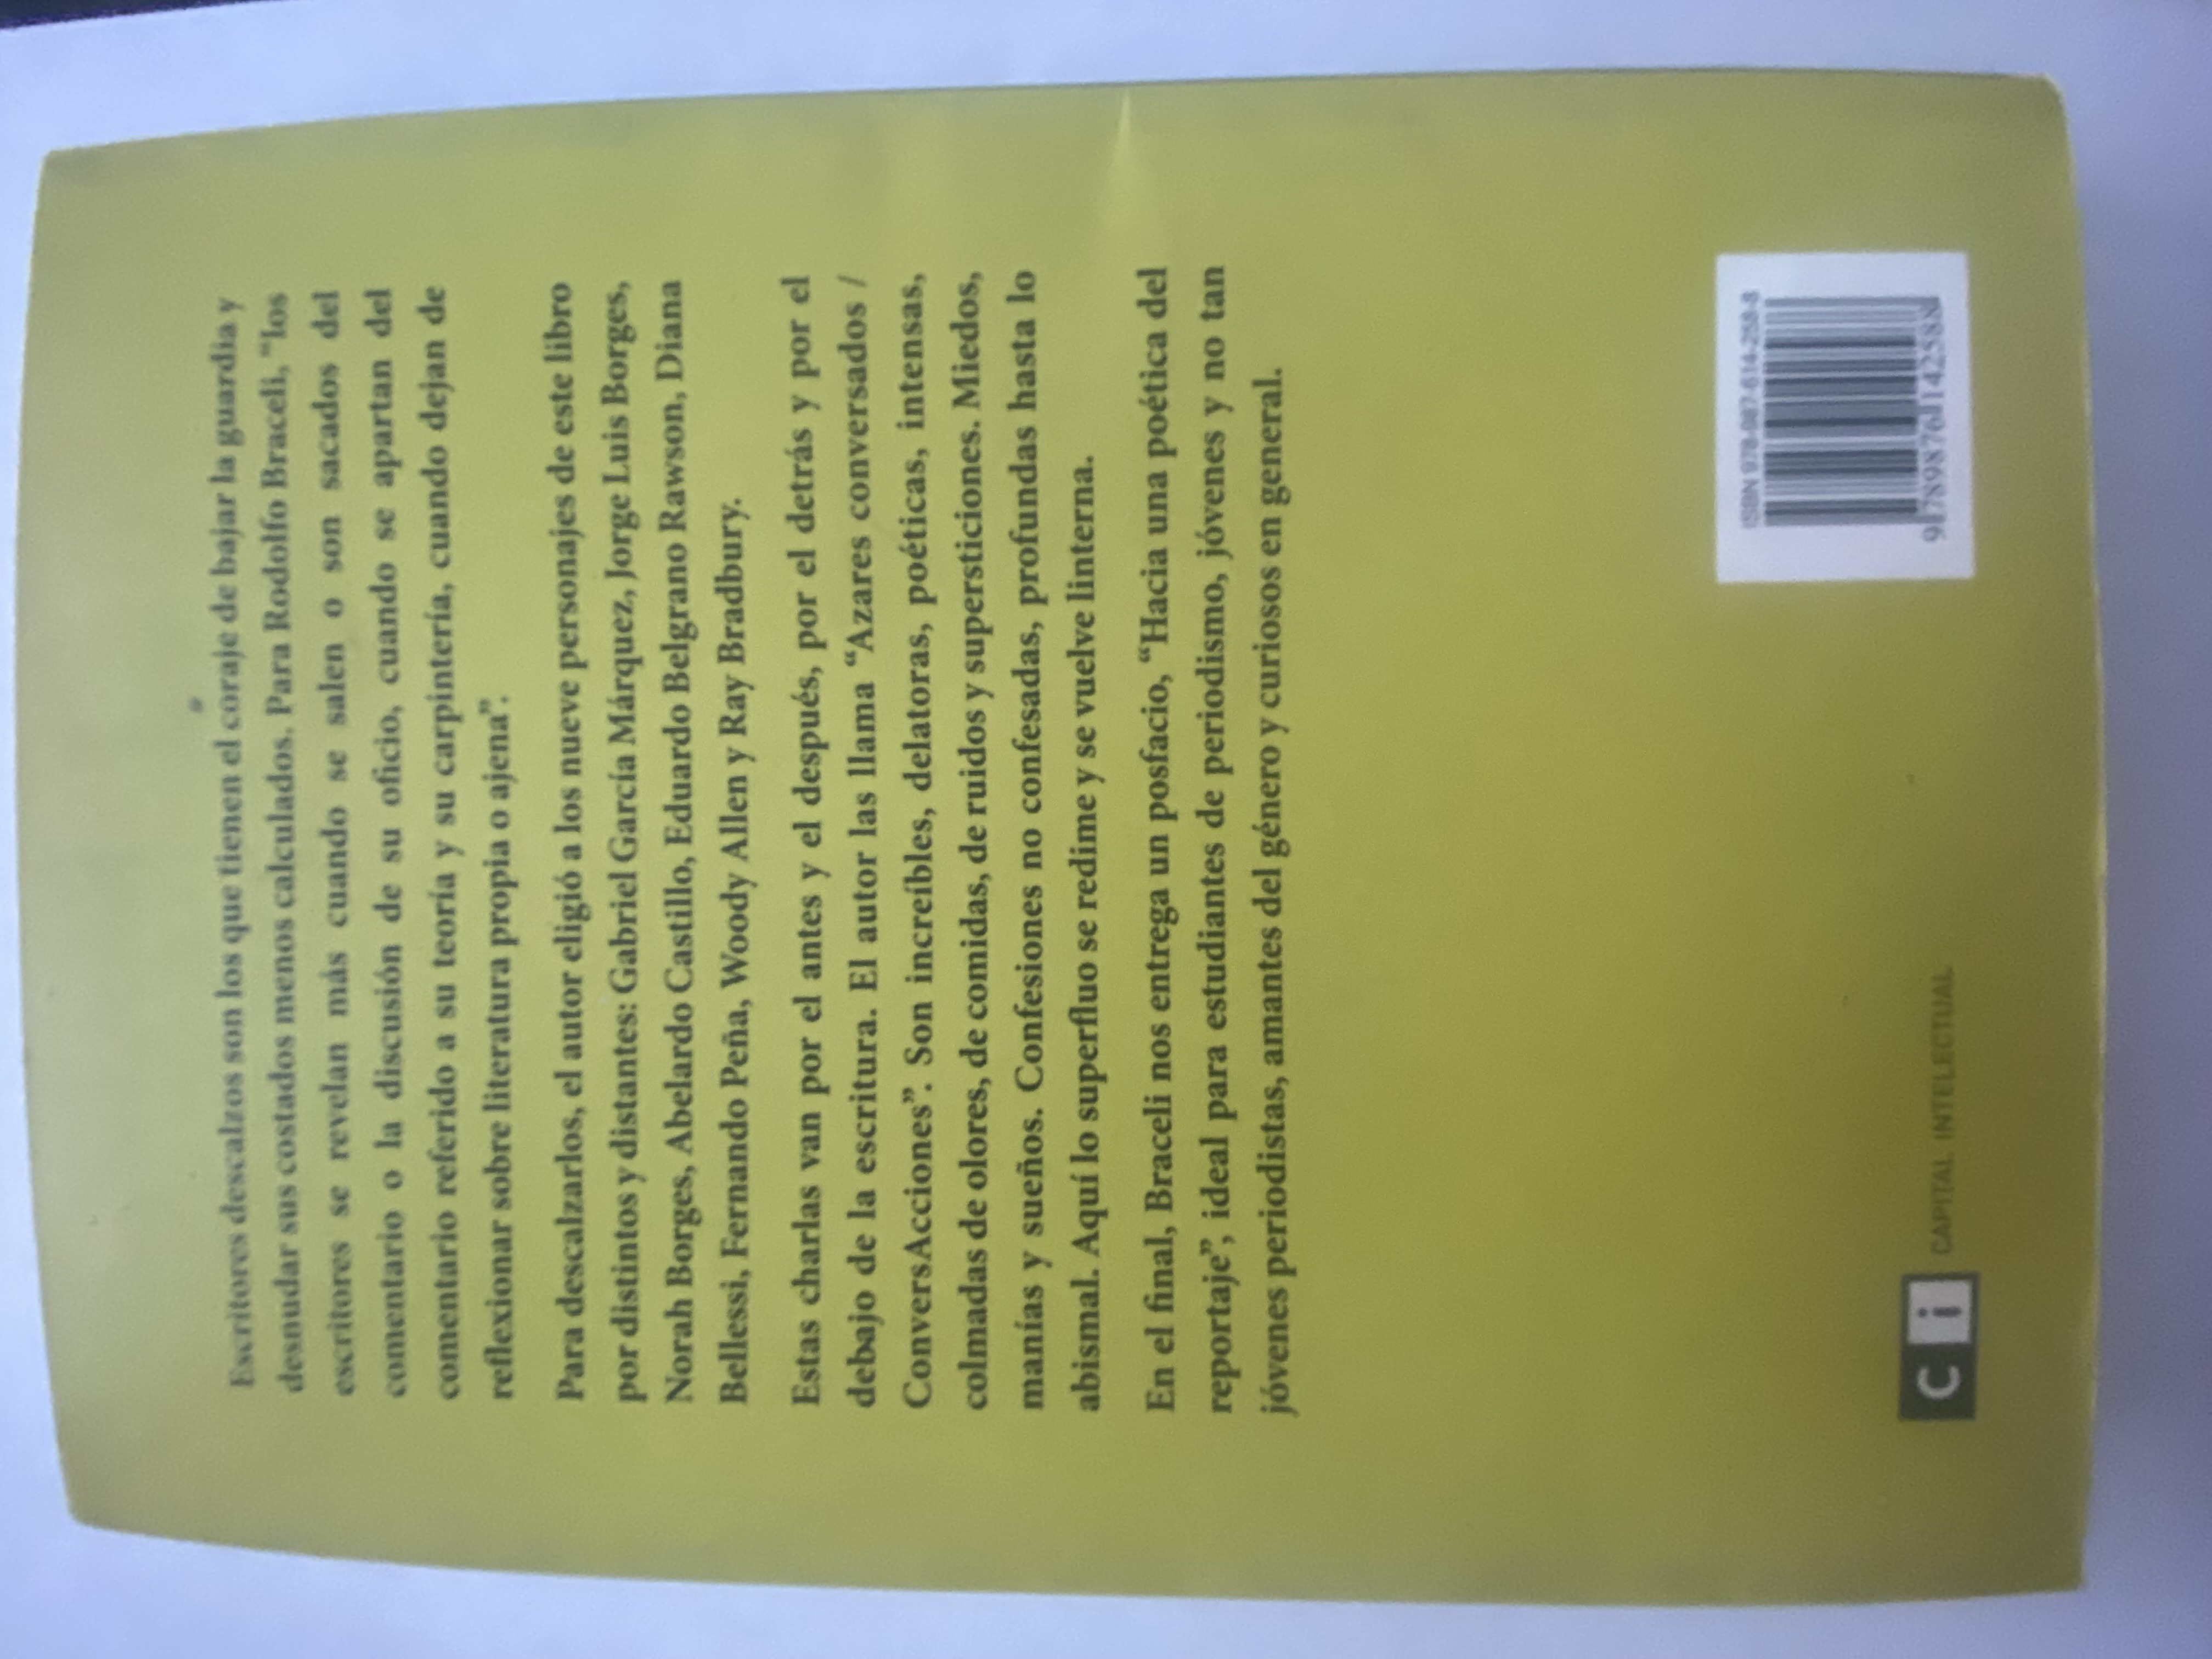 Escritores descalzos son los que tienen el coraje de bajar la guardia y
desnudar sus costados menos calculados. Para Rodolfo Braceli, “los
escritores se revelan más cuando se salen o son sacados del
comentario o la discusión de su oficio, cuando se apartan del
comentario referido a su teoría y su carpintería, cuando dejan de
reflexionar sobre literatura propia o ajena”.
Para descalzarlos, el autor eligió a los nueve personajes de este libro
por distintos y distantes: Gabriel García Márquez, Jorge Luis Borges,
Norah Borges, Abelardo Castillo, Eduardo Belgrano Rawson, Diana
Bellessi, Fernando Peña, Woody Allen y Ray Bradbury.
Estas charlas van por el antes y el después, por el detrás y por el
debajo de la escritura. El autor las llama “Azares conversados /
ConversAcciones”. Son increíbles, delatoras, poéticas, intensas,
colmadas de olores, de comidas, de ruidos y supersticiones. Miedos,
manías y sueños. Confesiones no confesadas, profundas hasta lo
abismal. Aquí lo superfluo se redime y se vuelve linterna.
En el final, Braceli nos entrega un posfacio, “Hacia una poética del
reportaje”, ideal para estudiantes de periodismo, jóvenes y no tan
jóvenes periodistas, amantes del género y curiosos en general.
ISBN 978-987-614-258-8
9 789876 142588
Ci CAPITAL INTELECTUAL